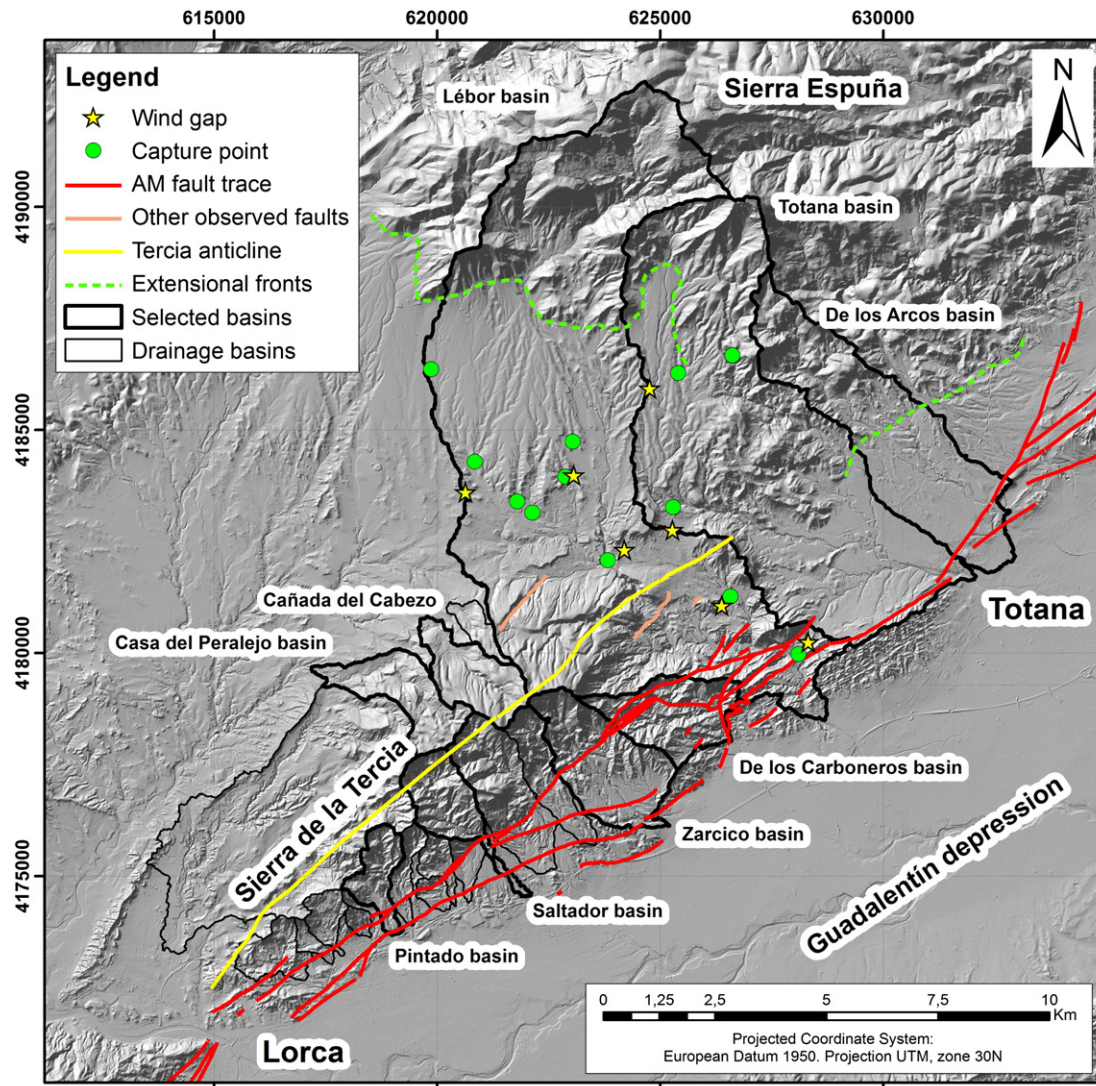 615000
620000
625000
630000
4190000
4185000
4180000
4175000
Legend
Wind gap
Capture point
AM fault trace
Other observed faults
Tercia anticline
Extensional fronts
Selected basins
Drainage basins
Lébor basin
Sierra Espuña
N
Totana basin
De los Arcos basin
Cañada del Cabezo
Totana
Casa del Peralejo basin
De los Carboneros basin
Sierra de la Tercia
Zarcico basin
Guadalentín depression
Saltador basin
Pintado basin
Lorca
0 1,25 2,5 5 7,5 10
Km
Projected Coordinate System:
European Datum 1950. Projection UTM, zone 30N